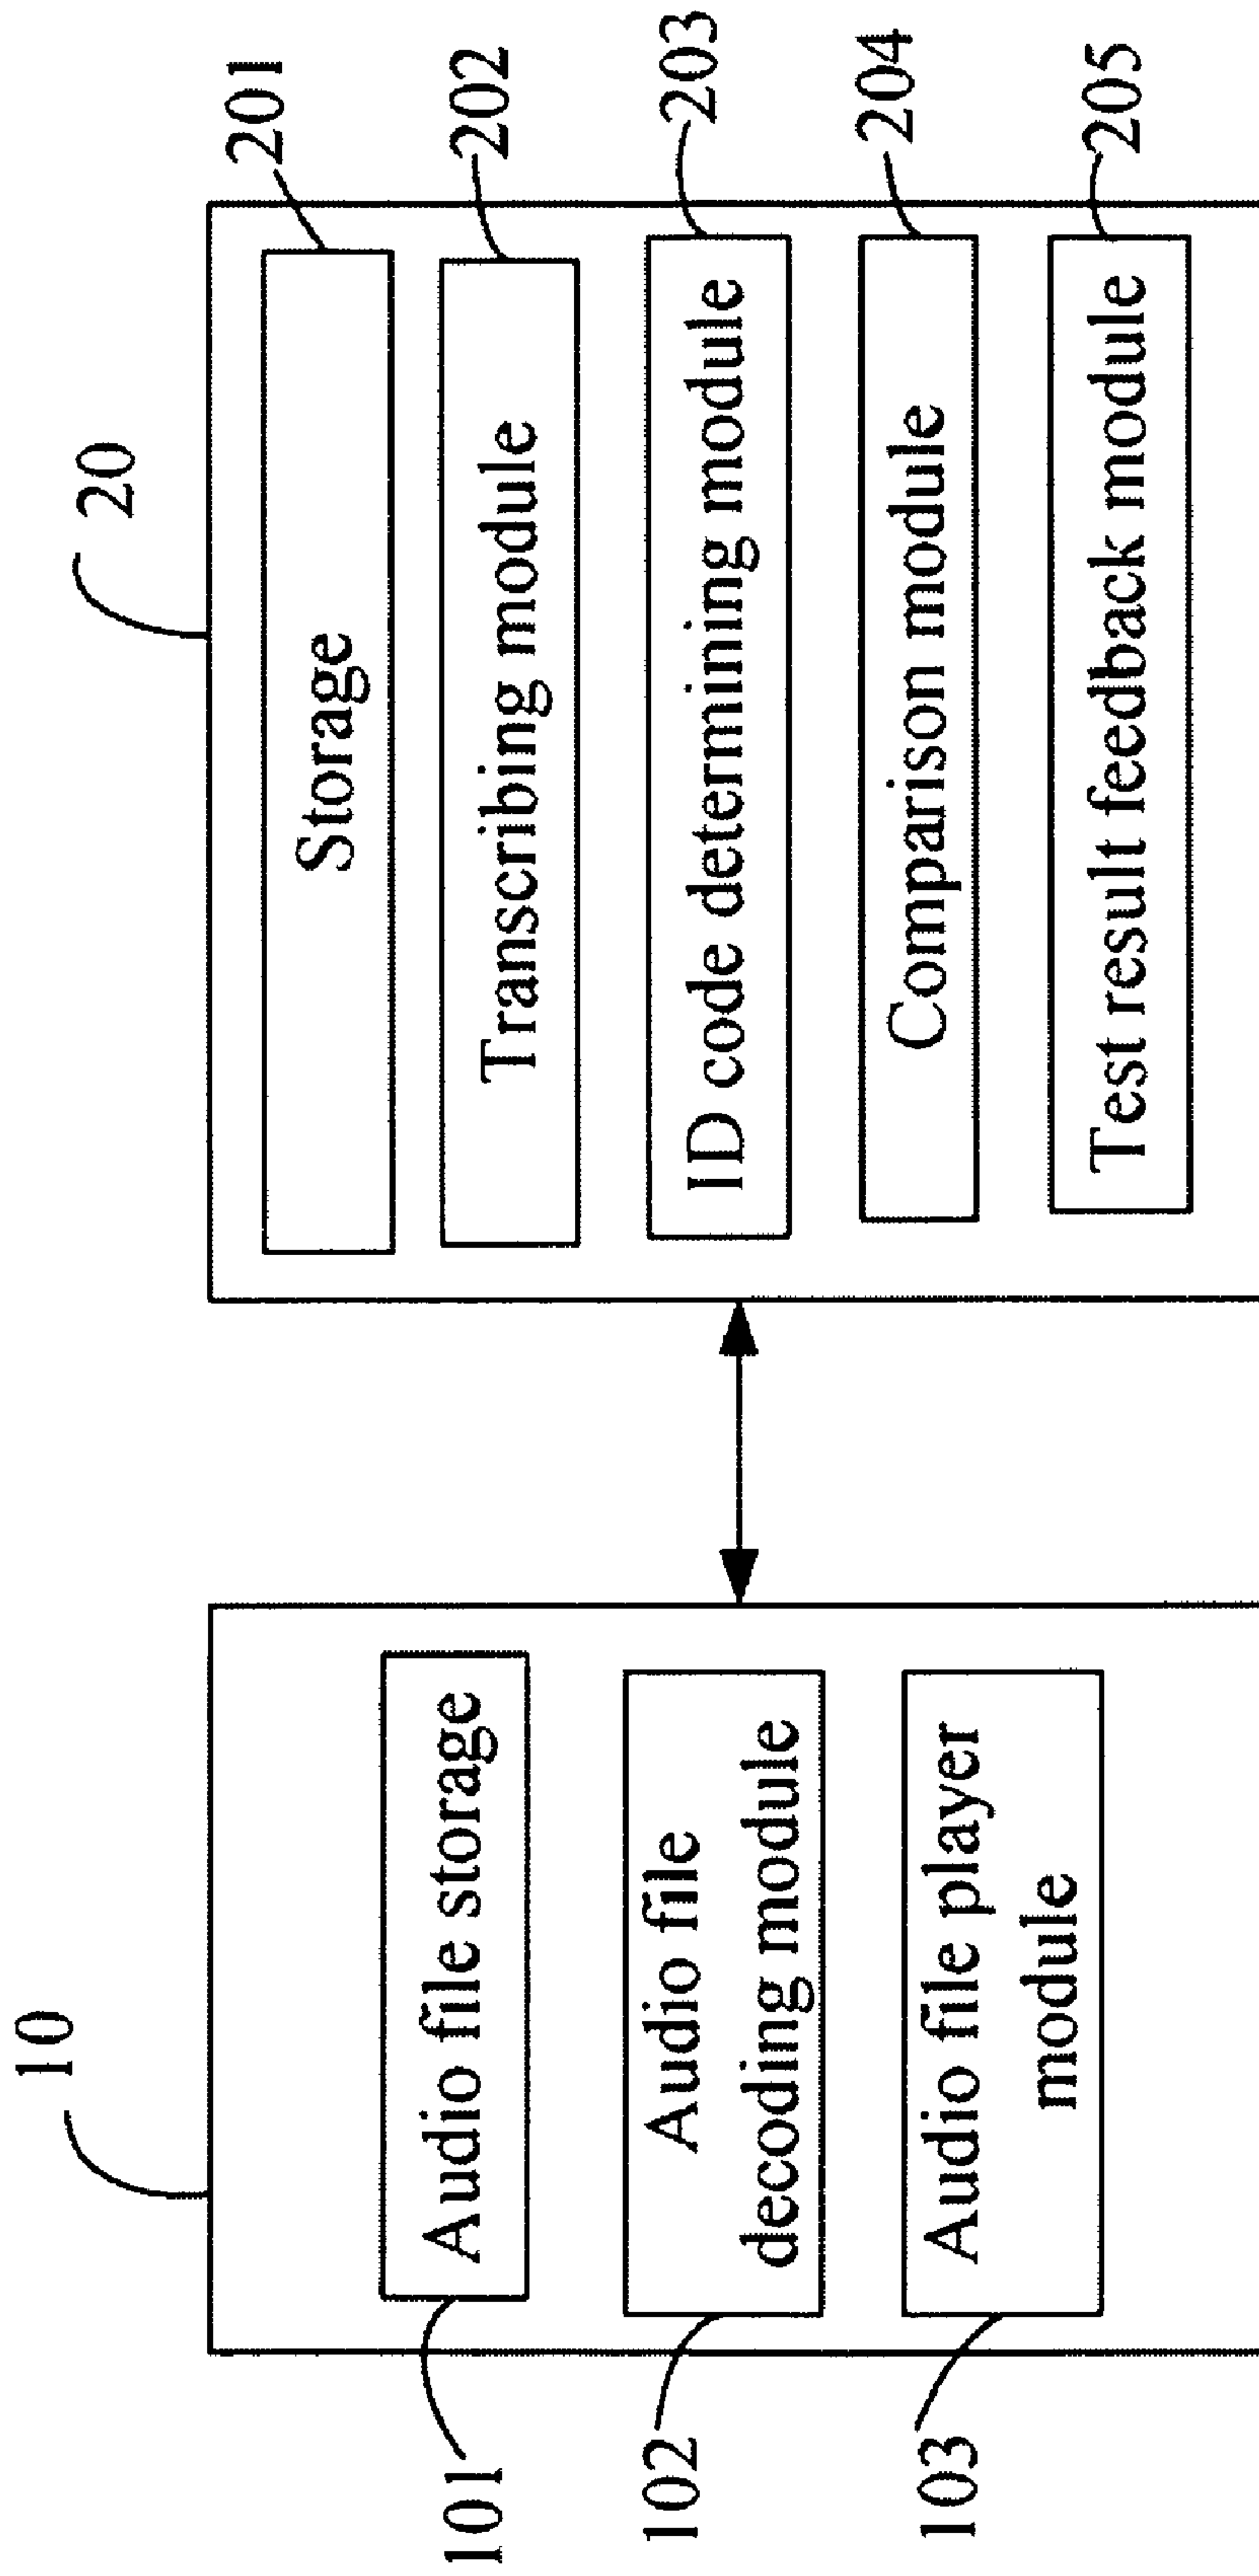 10
20
101
Audio file storage
102
Audio file
decoding module
103
Audio file player
module
Storage
201
Transcribing module
202
ID code determining module
203
Comparison module
204
Test result feedback module
205